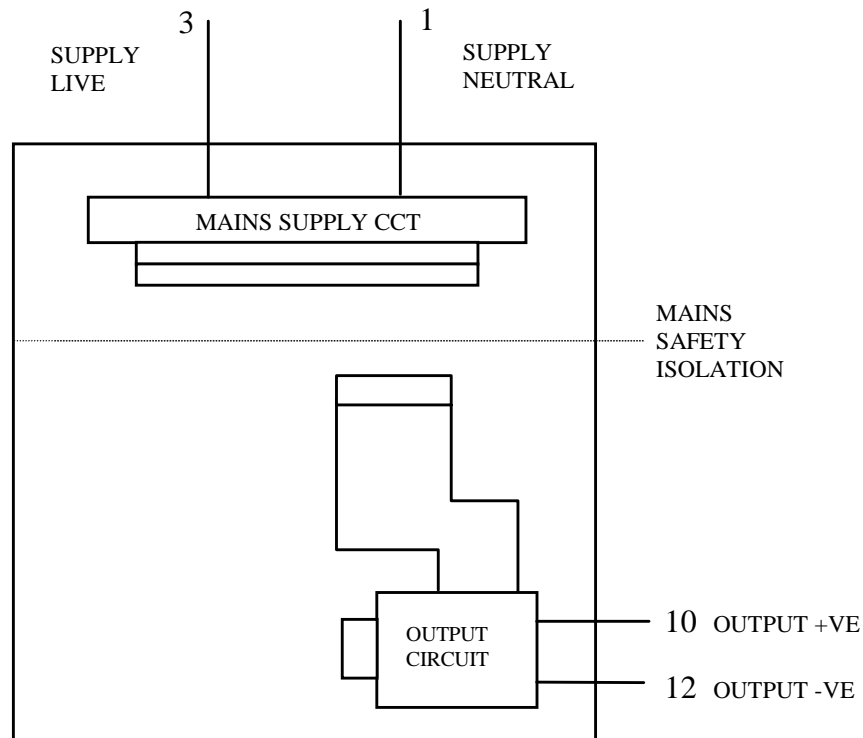 3
1
SUPPLY
LIVE
SUPPLY
NEUTRAL
MAINS SUPPLY CCT
MAINS
SAFETY
ISOLATION
OUTPUT
CIRCUIT
10 OUTPUT +VE
12 OUTPUT -VE